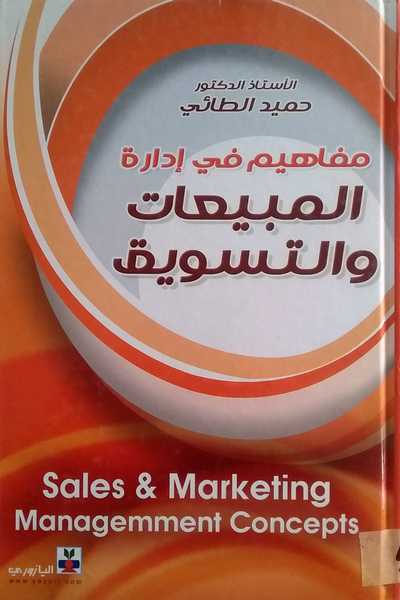 الأستاذ الدكتور
حميد الطائي
مفاهيم في إدارة
المبيعات
والتسويق
Sales & Marketing
Managemment Concepts
اليازوري